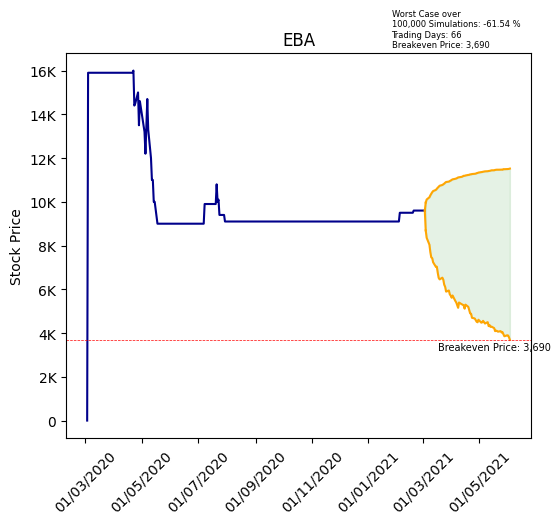 Worst Case over
100,000 Simulations: -61.54 %
Trading Days: 66
Breakeven Price: 3,690
EBA
Stock Price
16K
14K
12K
10K
8K
6K
4K
2K
0
Breakeven Price: 3,690
01/03/2020
01/05/2020
01/07/2020
01/09/2020
01/11/2020
01/01/2021
01/03/2021
01/05/2021